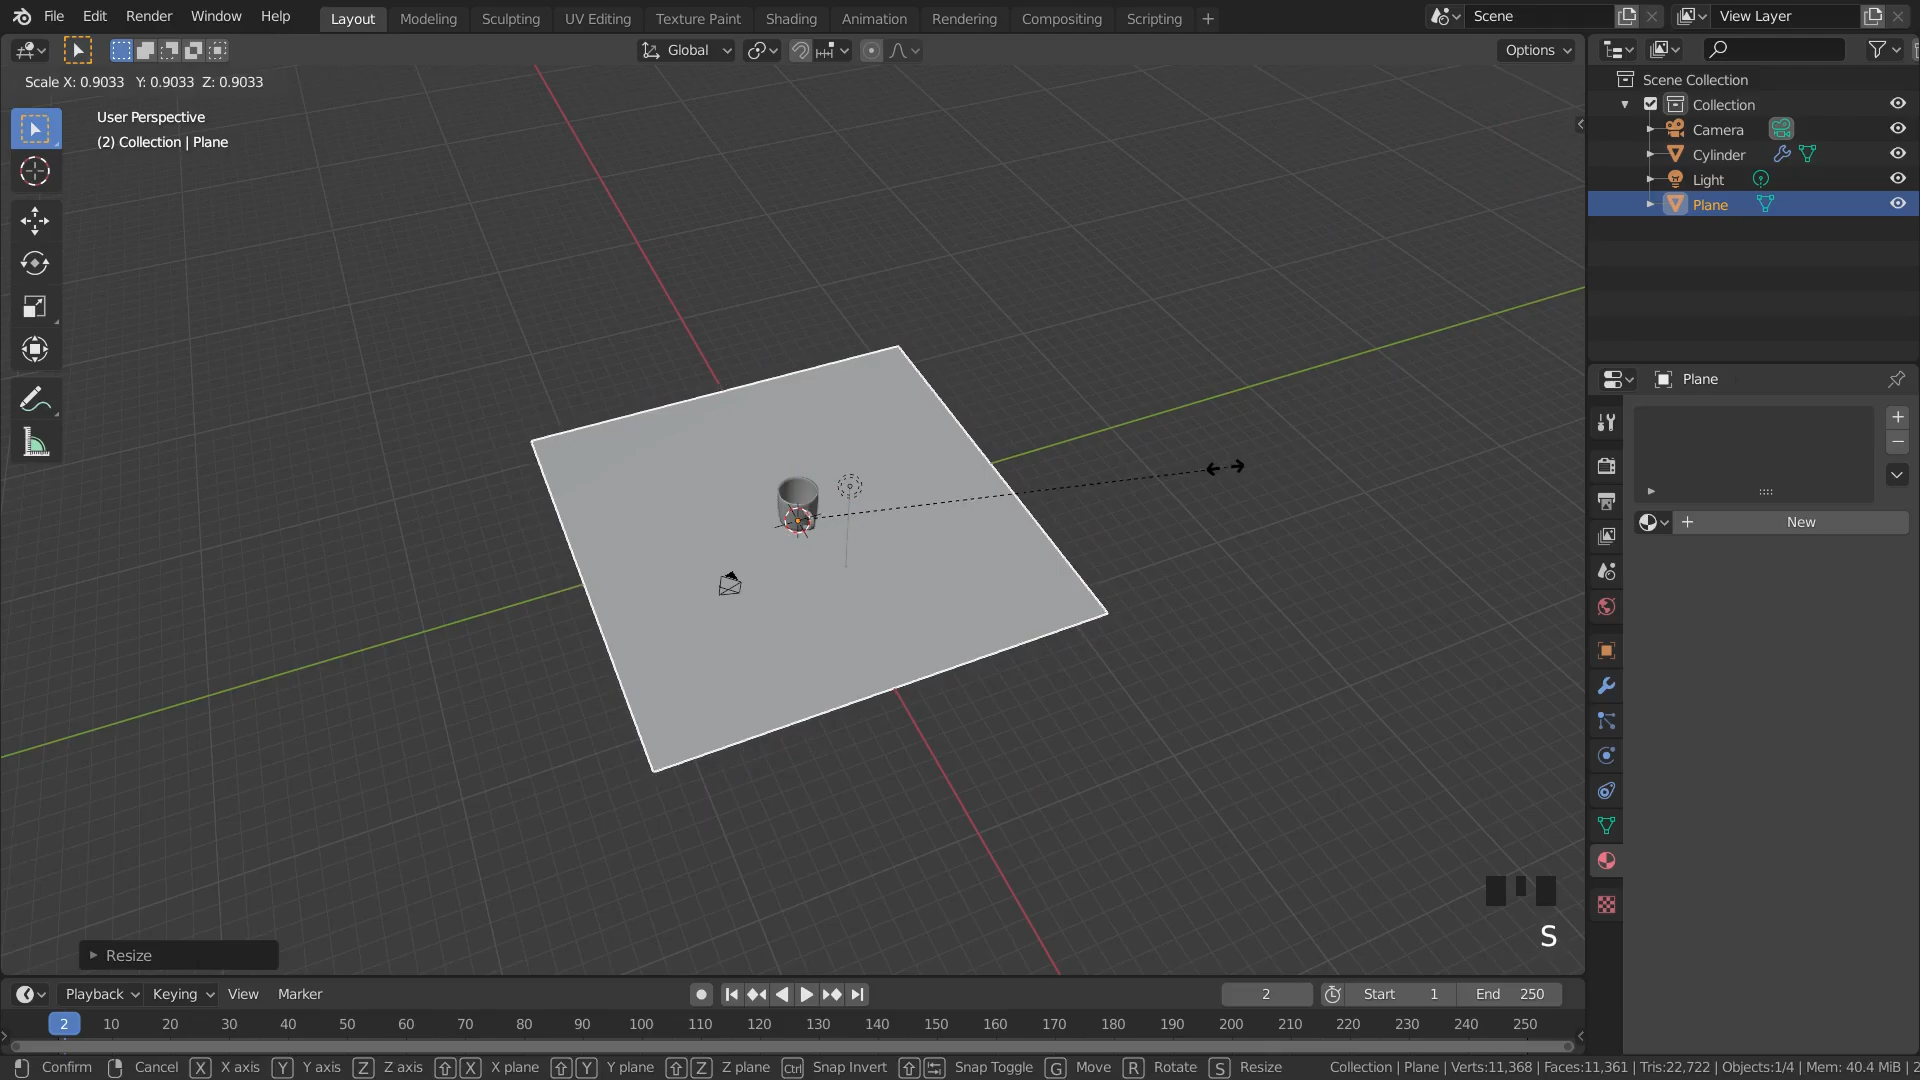 File Edit Render Window Help
Layout Modeling Sculpting UV Editing Texture Paint Shading Animation Rendering Compositing Scripting +
Scene
View Layer
Global
Options
Scale X: 0.9033 Y: 0.9033 Z: 0.9033
User Perspective
(2) Collection | Plane
Scene Collection
Collection
Camera
Cylinder
Light
Plane
Plane
New
S
Resize
Playback Keying View Marker
2
Start 1
End 250
2 10 20 30 40 50 60 70 80 90 100 110 120 130 140 150 160 170 180 190 200 210 220 230 240 250
Confirm Cancel X X axis Y Y axis Z Z axis X X plane Y Y plane Z Z plane Ctrl Snap Invert Snap Toggle G Move R Rotate S Resize Collection | Plane | Verts:11,368 | Faces:11,361 | Tris:22,722 | Objects:1/4 | Mem: 40.4 MiB | 2